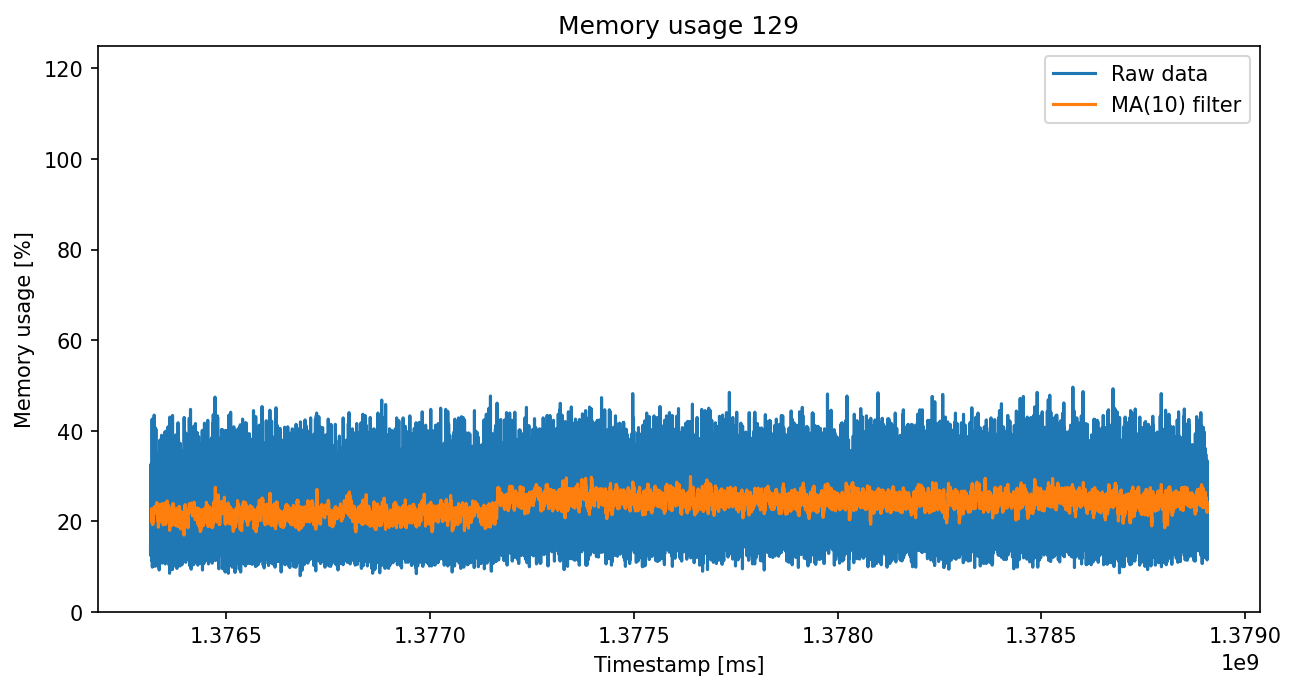 Memory usage 129
Raw data
MA(10) filter
Memory usage [%]
120
100
80
60
40
20
0
1.3765 1.3770 1.3775 1.3780 1.3785 1.3790
1e9
Timestamp [ms]